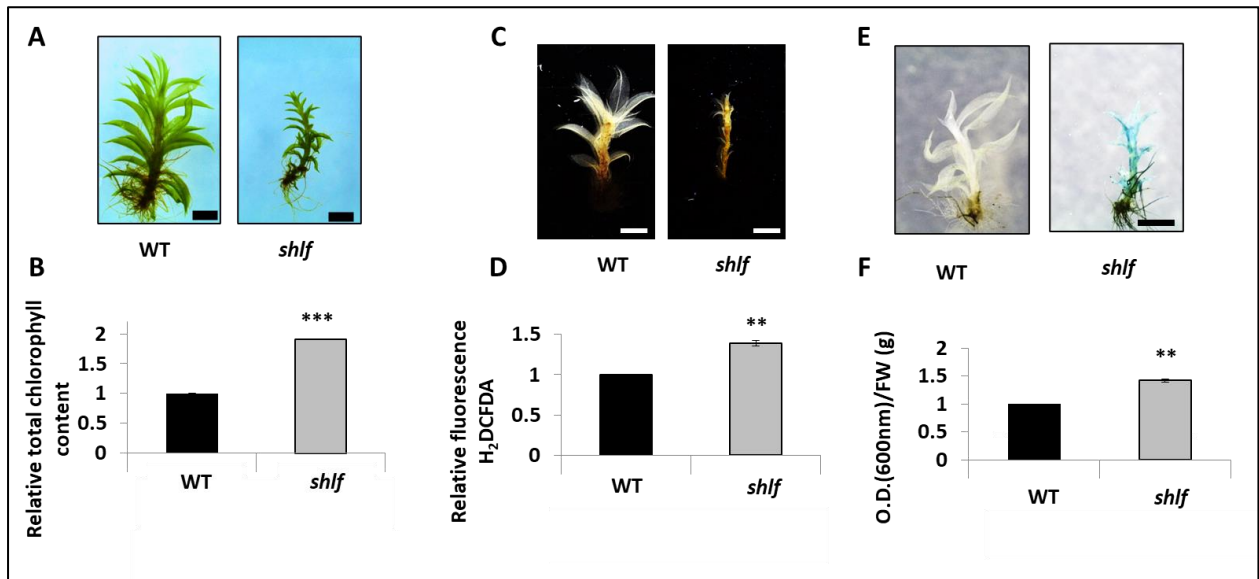 A
WT
shlf
B
Relative total chlorophyll
content
2
1.5
1
0.5
0
***
WT
shlf
C
WT
shlf
D
Relative fluorescence
H₂DCFDA
1.5
1
0.5
0
**
WT
shlf
E
WT
shlf
F
O.D.(600nm)/FW (g)
2
1.5
1
0.5
0
**
WT
shlf